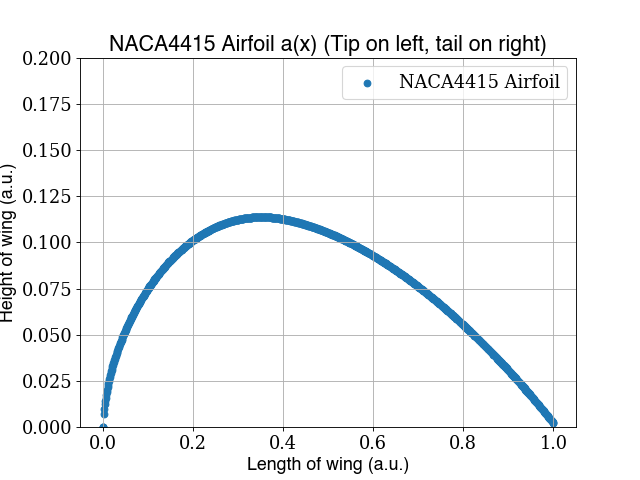 NACA4415 Airfoil a(x) (Tip on left, tail on right)
NACA4415 Airfoil
Height of wing (a.u.)
0.200
0.175
0.150
0.125
0.100
0.075
0.050
0.025
0.000
0.0 0.2 0.4 0.6 0.8 1.0
Length of wing (a.u.)